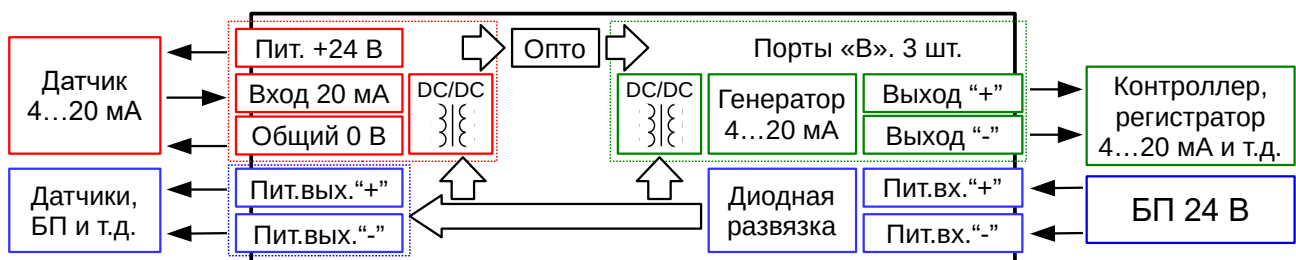 Датчик
4…20 мА
Пит. +24 В
Вход 20 мА
Общий 0 В
DC/DC
Опто
Порты «В». 3 шт.
DC/DC
Генератор
4…20 мА
Выход “+”
Выход “-”
Контроллер,
регистратор
4…20 мА и т.д.
Датчики,
БП и т.д.
Пит.вых.“+”
Пит.вых.“-”
Диодная
развязка
Пит.вх.“+”
Пит.вх.“-”
БП 24 В